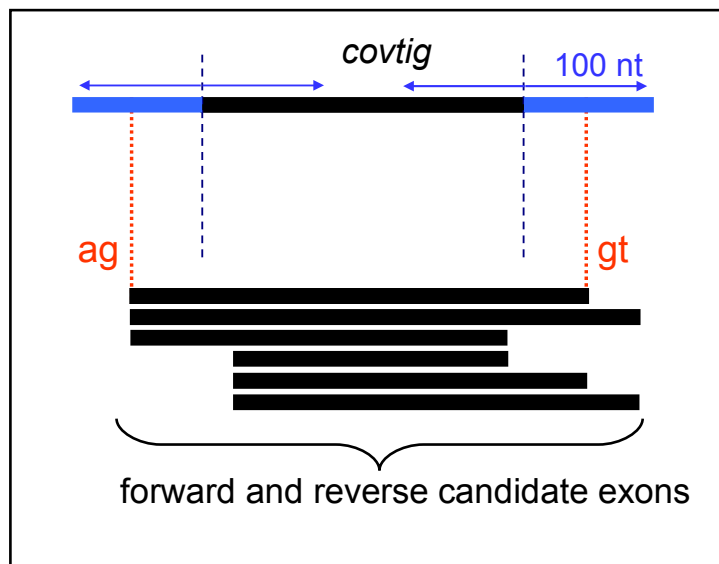 covtig
100 nt
ag
gt
forward and reverse candidate exons